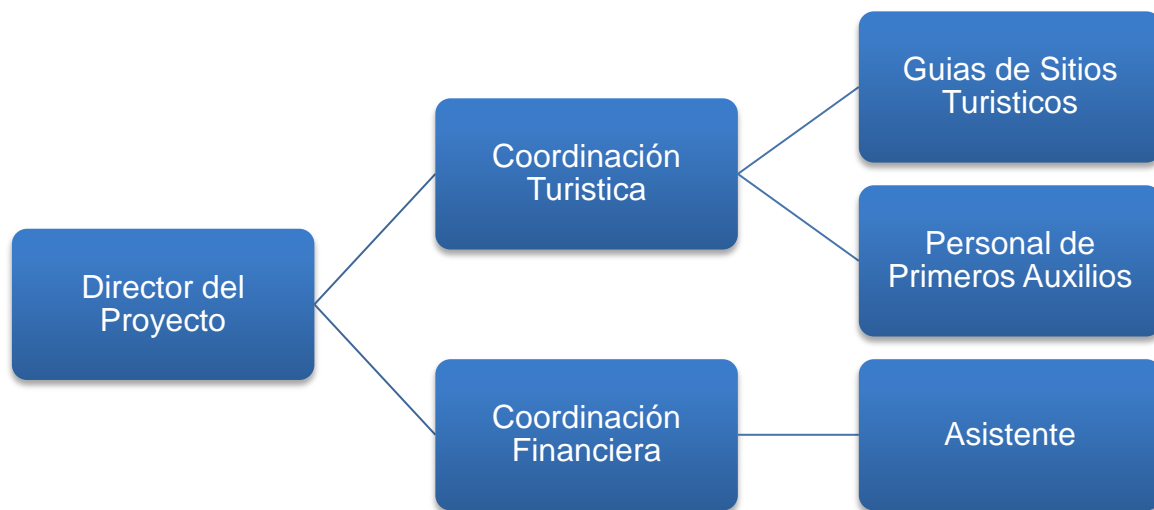 Director del
Proyecto
Coordinación
Turistica
Guias de Sitios
Turisticos
Personal de
Primeros Auxilios
Coordinación
Financiera
Asistente